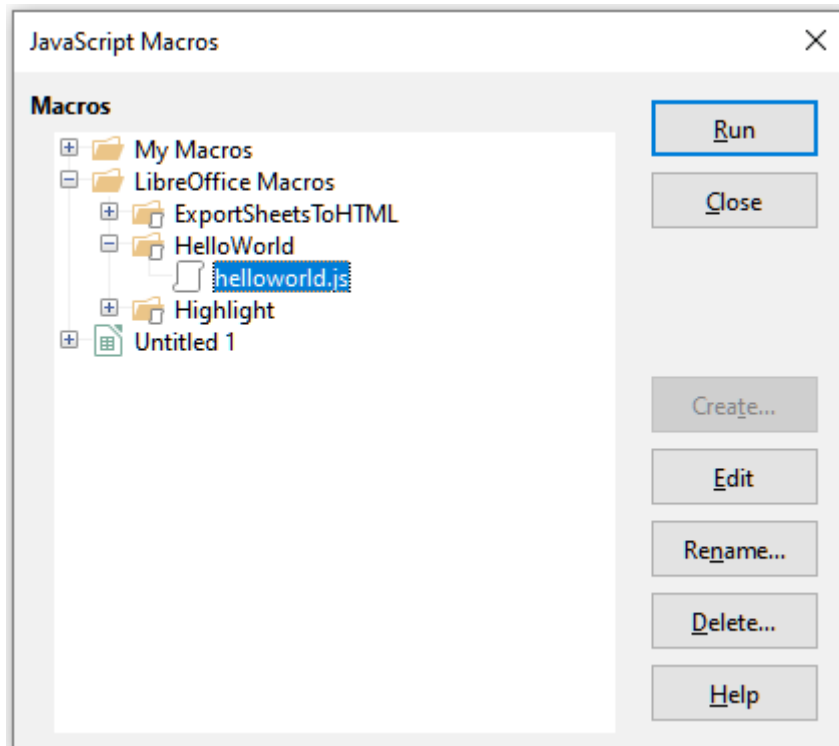 JavaScript Macros
Macros
My Macros
LibreOffice Macros
ExportSheetsToHTML
HelloWorld
helloworld.js
Highlight
Untitled 1
Run
Close
Create...
Edit
Rename...
Delete...
Help